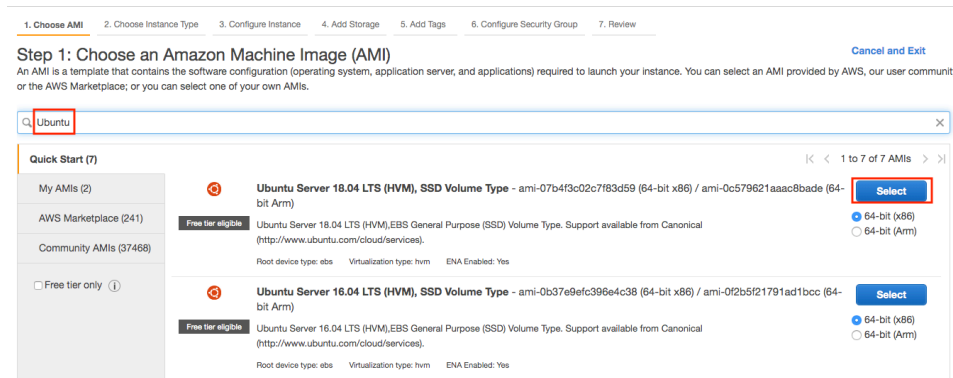 1. Choose AMI 2. Choose Instance Type 3. Configure Instance 4. Add Storage 5. Add Tags 6. Configure Security Group 7. Review
Step 1: Choose an Amazon Machine Image (AMI)
Cancel and Exit
An AMI is a template that contains the software configuration (operating system, application server, and applications) required to launch your instance. You can select an AMI provided by AWS, our user communit
or the AWS Marketplace; or you can select one of your own AMIs.
Ubuntu
Quick Start (7)
1 to 7 of 7 AMIs
My AMIs (2)
AWS Marketplace (241)
Community AMIs (37468)
Free tier only
Ubuntu Server 18.04 LTS (HVM), SSD Volume Type - ami-07b4f3c02c7f83d59 (64-bit x86) / ami-0c579621aaac8bade (64-
bit Arm)
Select
Free tier eligible
Ubuntu Server 18.04 LTS (HVM),EBS General Purpose (SSD) Volume Type. Support available from Canonical
(http://www.ubuntu.com/cloud/services).
64-bit (x86)
64-bit (Arm)
Root device type: ebs Virtualization type: hvm ENA Enabled: Yes
Ubuntu Server 16.04 LTS (HVM), SSD Volume Type - ami-0b37e9efc396e4c38 (64-bit x86) / ami-0f2b5f21791ad1bcc (64-
bit Arm)
Select
Free tier eligible
Ubuntu Server 16.04 LTS (HVM),EBS General Purpose (SSD) Volume Type. Support available from Canonical
(http://www.ubuntu.com/cloud/services).
64-bit (x86)
64-bit (Arm)
Root device type: ebs Virtualization type: hvm ENA Enabled: Yes